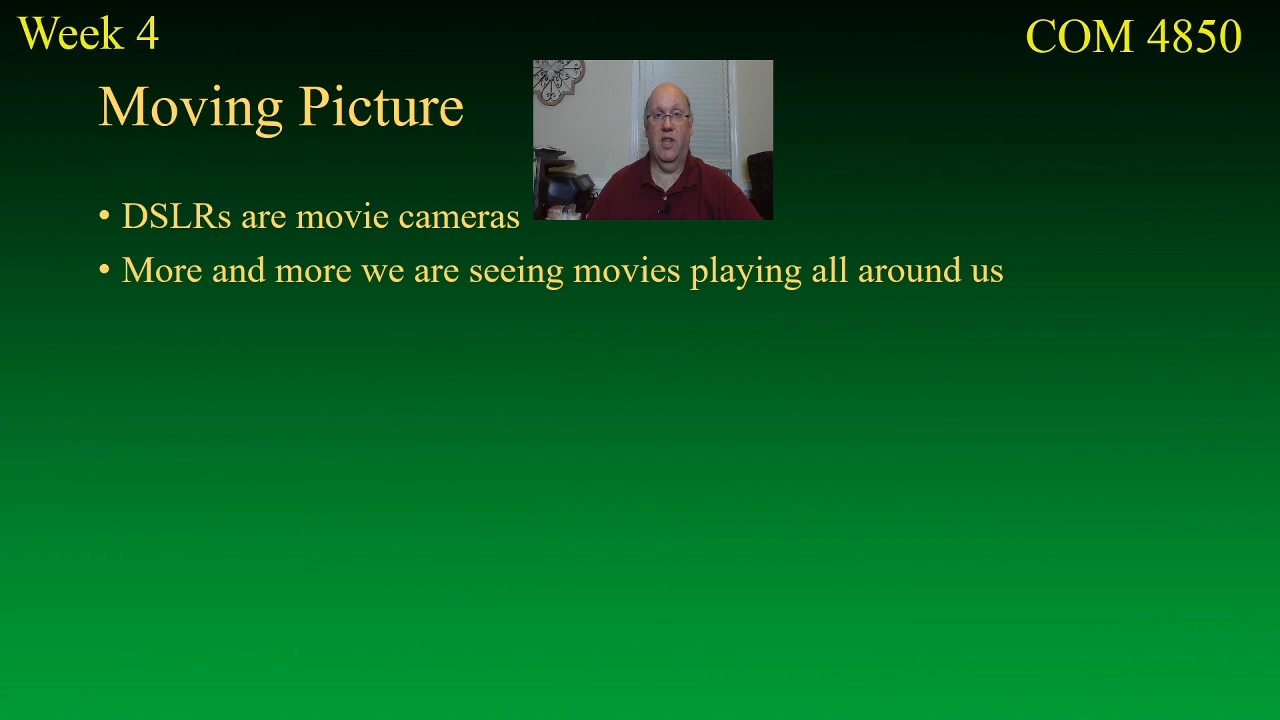 Week 4
COM 4850
Moving Picture
• DSLRs are movie cameras
• More and more we are seeing movies playing all around us